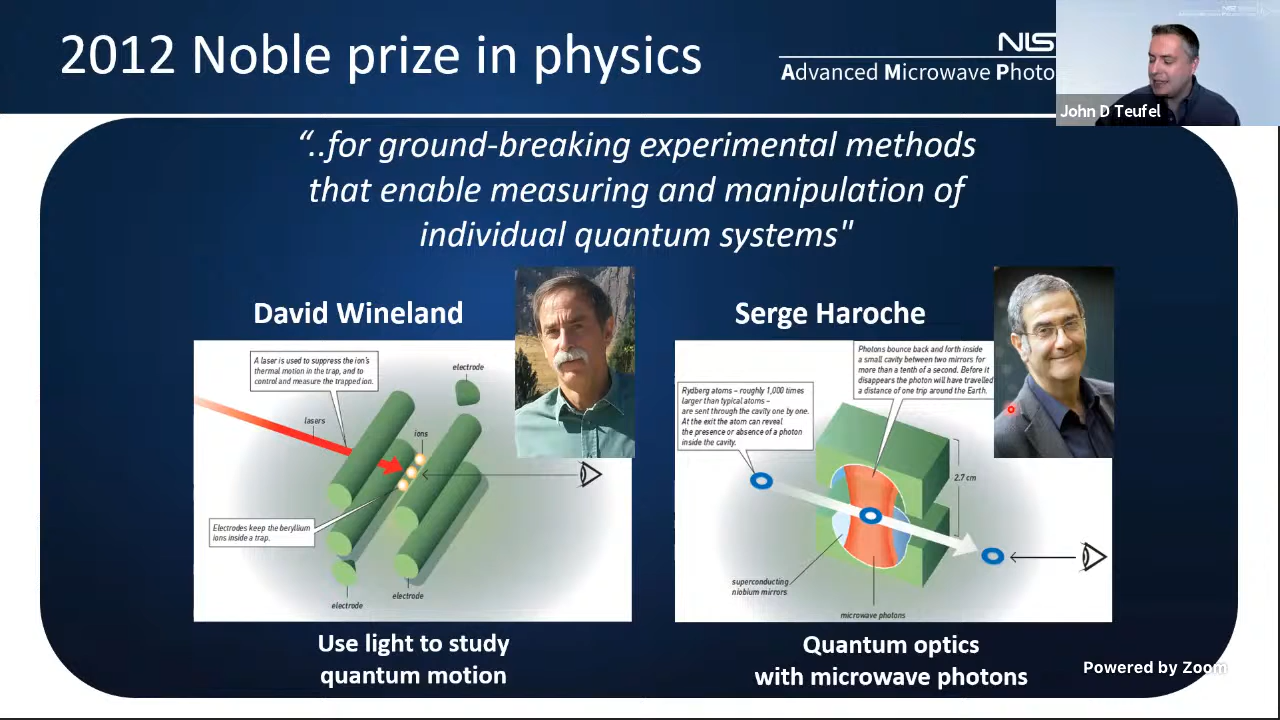 2012 Noble prize in physics
NIS
Advanced Microwave Photo
John D Teufel
“..for ground-breaking experimental methods
that enable measuring and manipulation of
individual quantum systems"
David Wineland
A laser is used to suppress the ion's
thermal motion in the trap, and to
control and measure the trapped ion.
electrode
lasers
ions
Electrodes keep the beryllium
ions inside a trap.
electrode
electrode
Use light to study
quantum motion
Serge Haroche
Photons bounce back and forth inside
a small cavity between two mirrors for
more than a tenth of a second. Before it
disappears the photon will have travelled
a distance of one trip around the Earth.
Rydberg atoms – roughly 1,000 times
larger than typical atoms –
are sent through the cavity one by one.
At the exit the atom can reveal
the presence or absence of a photon
inside the cavity.
2.7 cm
superconducting
niobium mirrors
microwave photons
Quantum optics
with microwave photons
Powered by Zoom